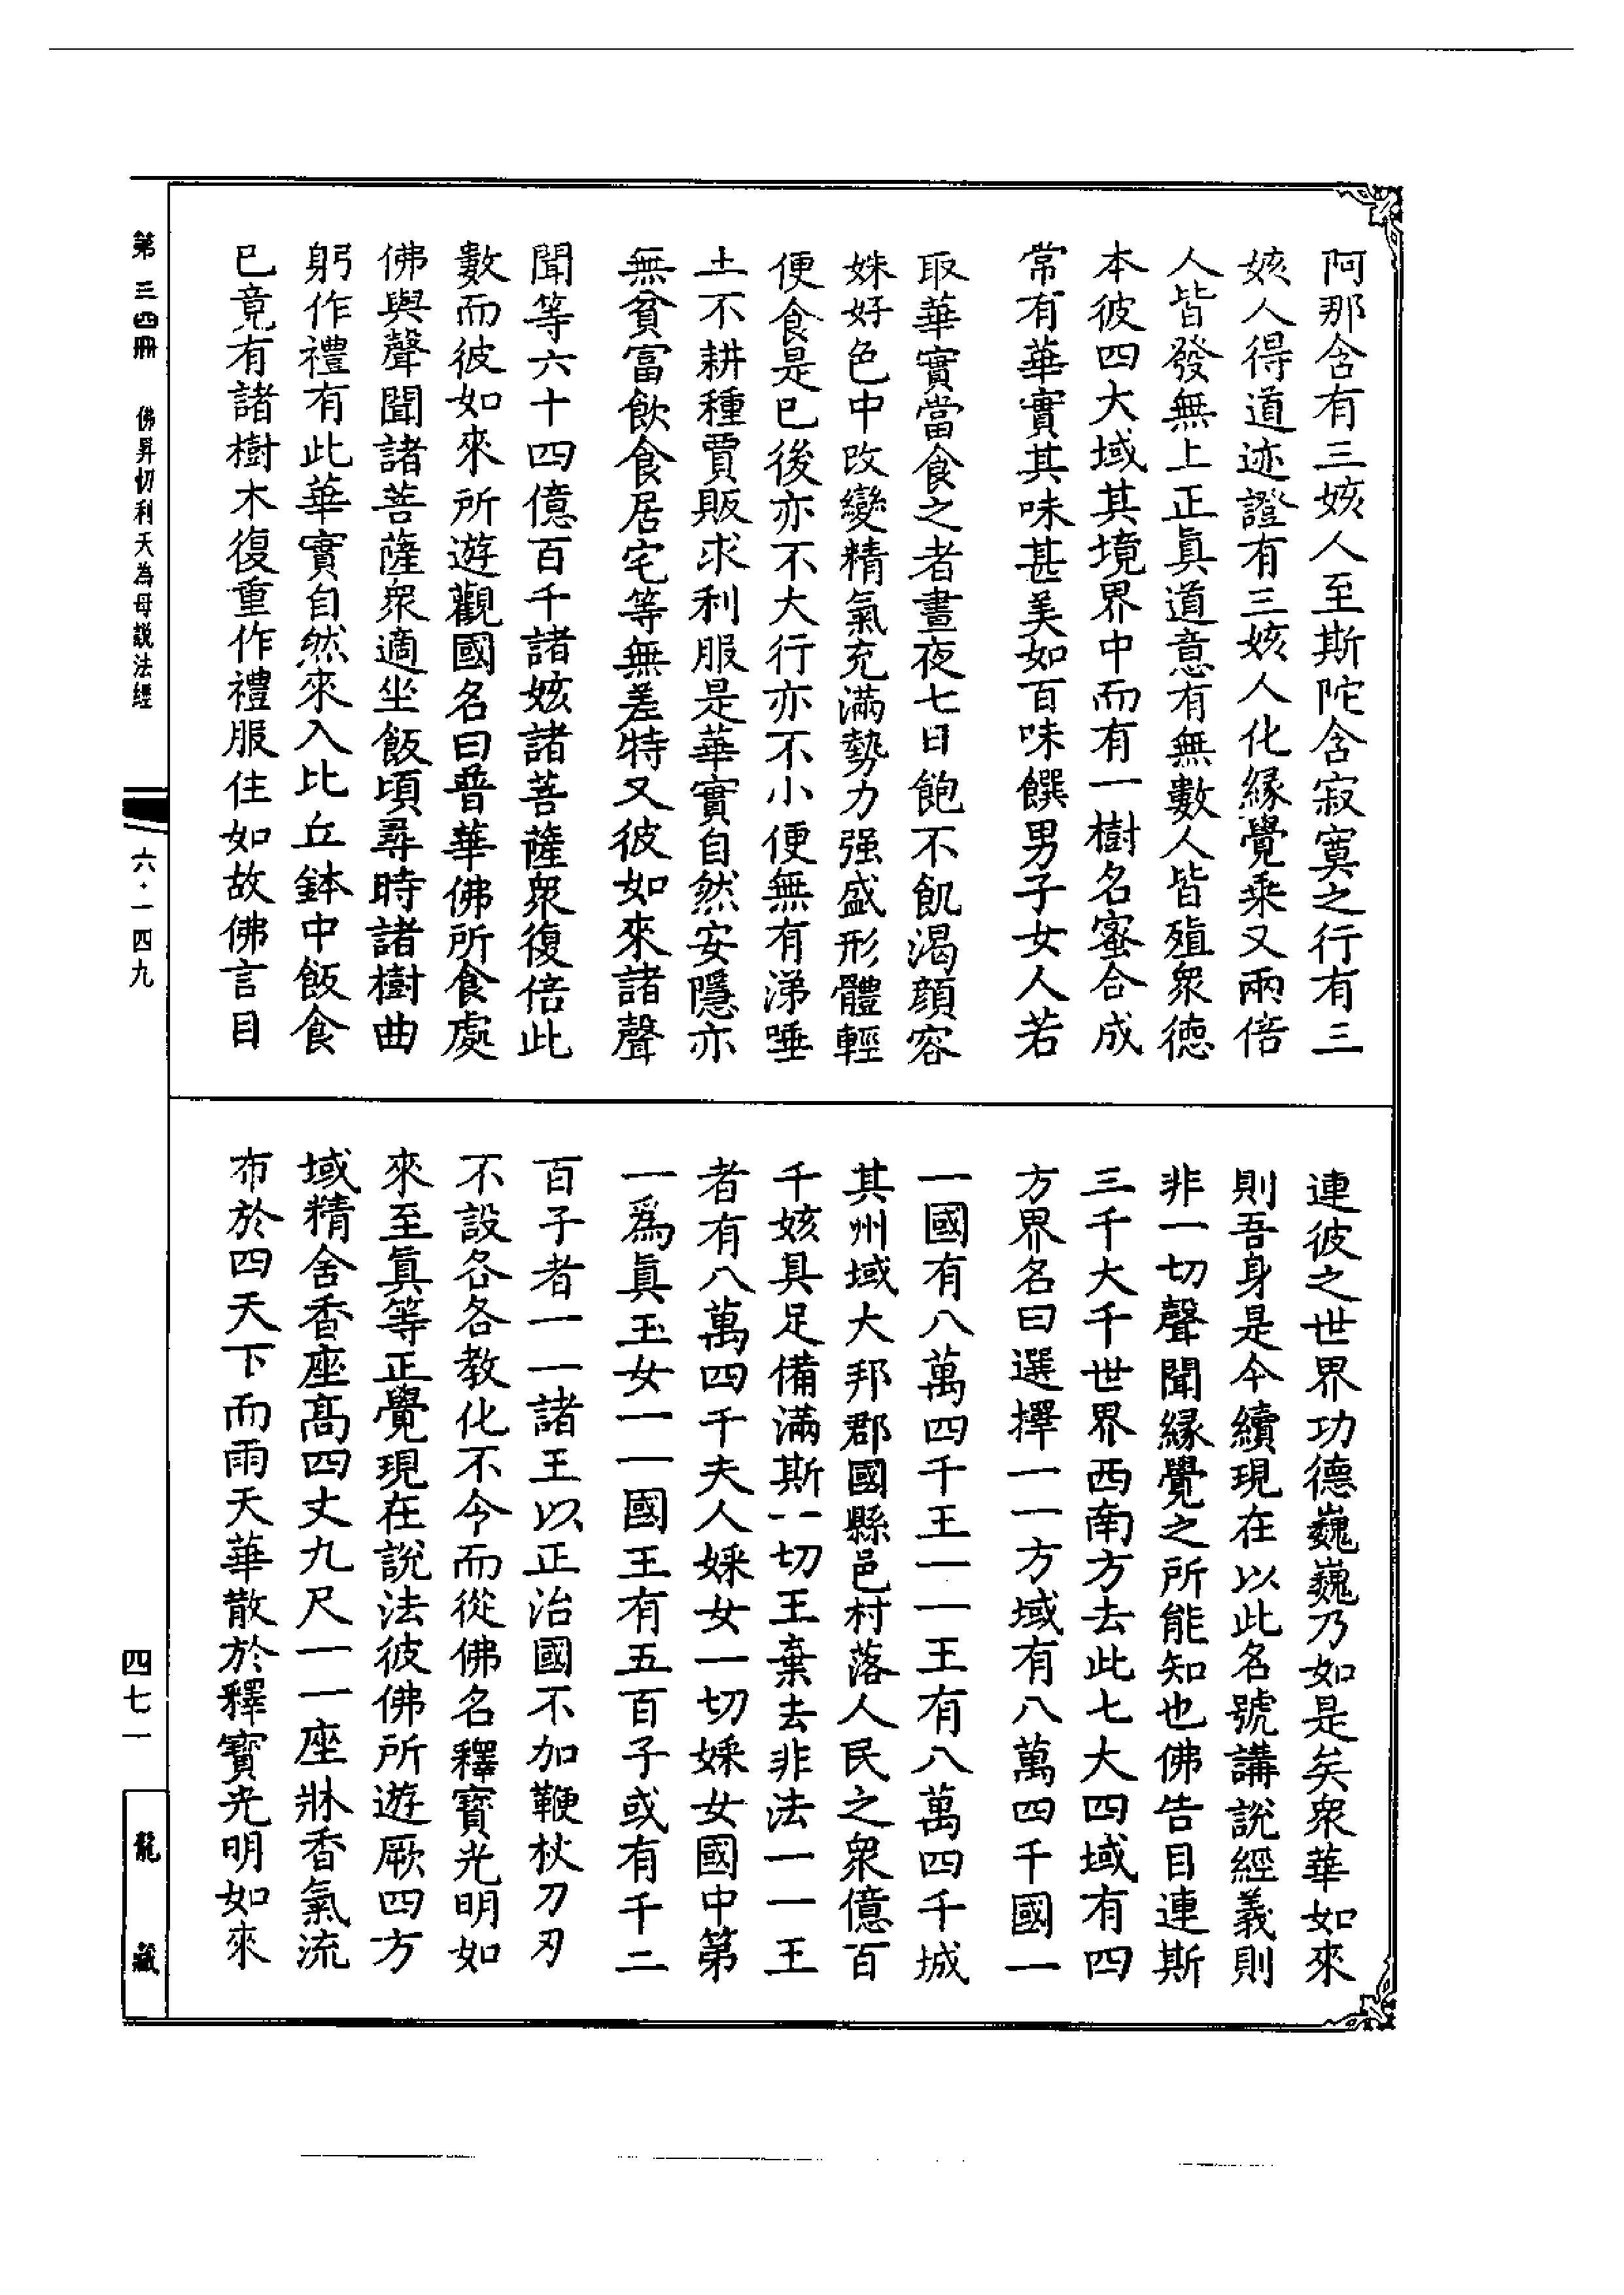 阿那含有三姟人至斯陀含寂寞之行有三
姟人得道迹證有三姟人化緣覺乘又兩倍
人皆發無上正眞道意有無數人皆殖衆德
本彼四大域其境界中而有一樹名蜜合成
常有華實其味甚美如百味饌男子女人若
取華實當食之者晝夜七日飽不飢渴顔容
姝好色中改變精氣充滿勢力强盛形體輕
便食是已後亦不大行亦不小便無有涕唾
土不耕種賈販求利服是華實自然安隱亦
無貧富飲食居宅等無差特又彼如來諸聲
聞等六十四億百千諸姟諸菩薩衆復倍此
數而彼如來所遊觀國名曰普華佛所食處
佛與聲聞諸菩薩衆適坐飯頃尋時諸樹曲
躬作禮有此華實自然來入比丘鉢中飯食
已竟有諸樹木復重作禮服住如故佛言目
連彼之世界功德巍巍乃如是矣衆華如來
則吾身是今續現在以此名號講說經義則
非一切聲聞緣覺之所能知也佛告目連斯
三千大千世界西南方去此七大四域有四
方界名曰選擇一一方域有八萬四千國一
一國有八萬四千王一一王有八萬四千城
其州域大邦郡國縣邑村落人民之衆億百
千姟具足備滿斯一切王棄去非法一一王
者有八萬四千夫人婇女一切婇女國中第
一爲眞玉女一一國王有五百子或有千二
百子者一一諸王以正治國不加鞭杖刀刃
不設各各教化不令而從佛名釋寶光明如
來至眞等正覺現在說法彼佛所遊厥四方
域精舍香座高四丈九尺一一座牀香氣流
布於四天下而雨天華散於釋寶光明如來
第三四冊 佛昇忉利天為母説法經
六·一四九
四七一
龍藏